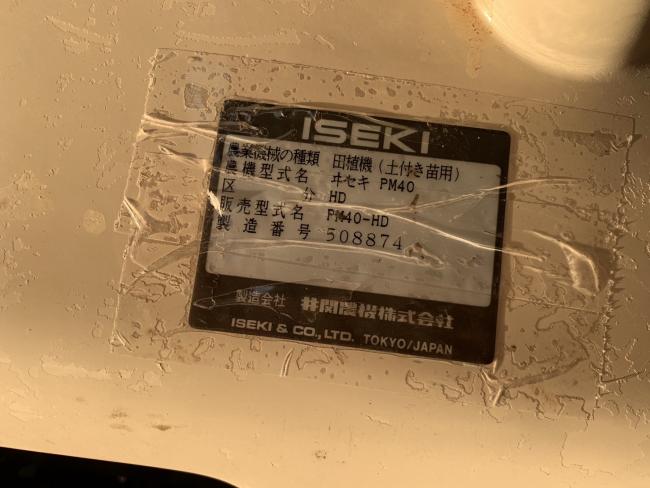 ISEKI
農業機械の種類 田植機(土付き苗用)
農機型式名 ヰセキ PM40
区分 HD
販売型式名 PM40-HD
製造番号 508874
製造会社 井関農機株式会社
ISEKI & CO., LTD. TOKYO/JAPAN